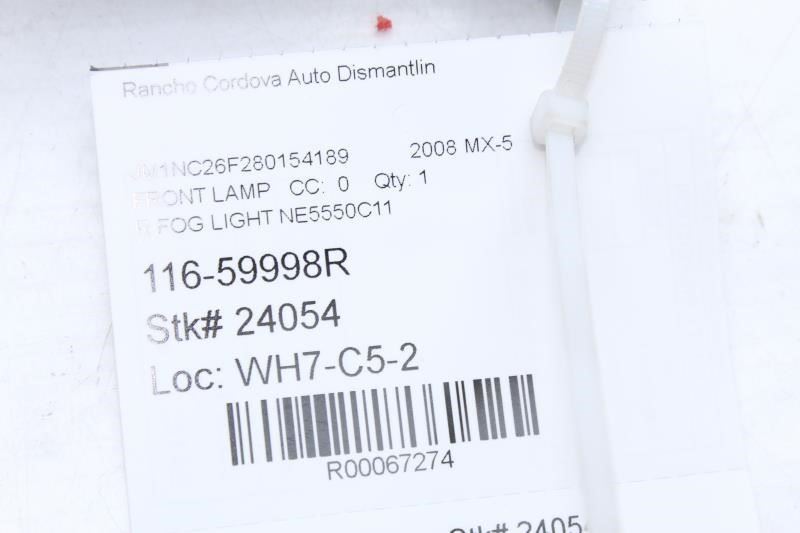 Rancho Cordova Auto Dismantlin
JM1NC26F280154189 2008 MX-5
FRONT LAMP CC: 0 Qty: 1
R FOG LIGHT NE5550C11
116-59998R
Stk# 24054
Loc: WH7-C5-2
R00067274
Stk# 2405